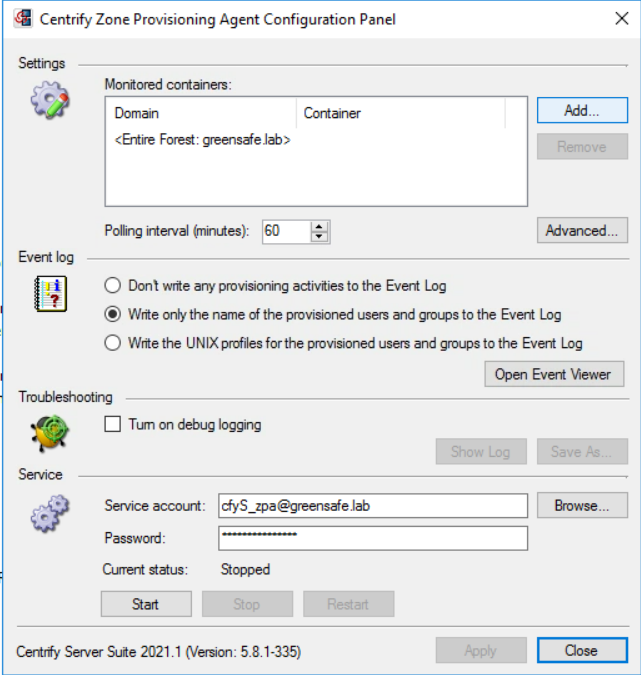 Centrify Zone Provisioning Agent Configuration Panel
Settings
Monitored containers:
Domain Container
<Entire Forest: greensafe.lab>
Add...
Remove
Polling interval (minutes): 60
Advanced...
Event log
Don't write any provisioning activities to the Event Log
Write only the name of the provisioned users and groups to the Event Log
Write the UNIX profiles for the provisioned users and groups to the Event Log
Open Event Viewer
Troubleshooting
Turn on debug logging
Show Log Save As...
Service
Service account: cfyS_zpa@greensafe.lab Browse...
Password: ***************
Current status: Stopped
Start Stop Restart
Centrify Server Suite 2021.1 (Version: 5.8.1-335) Apply Close